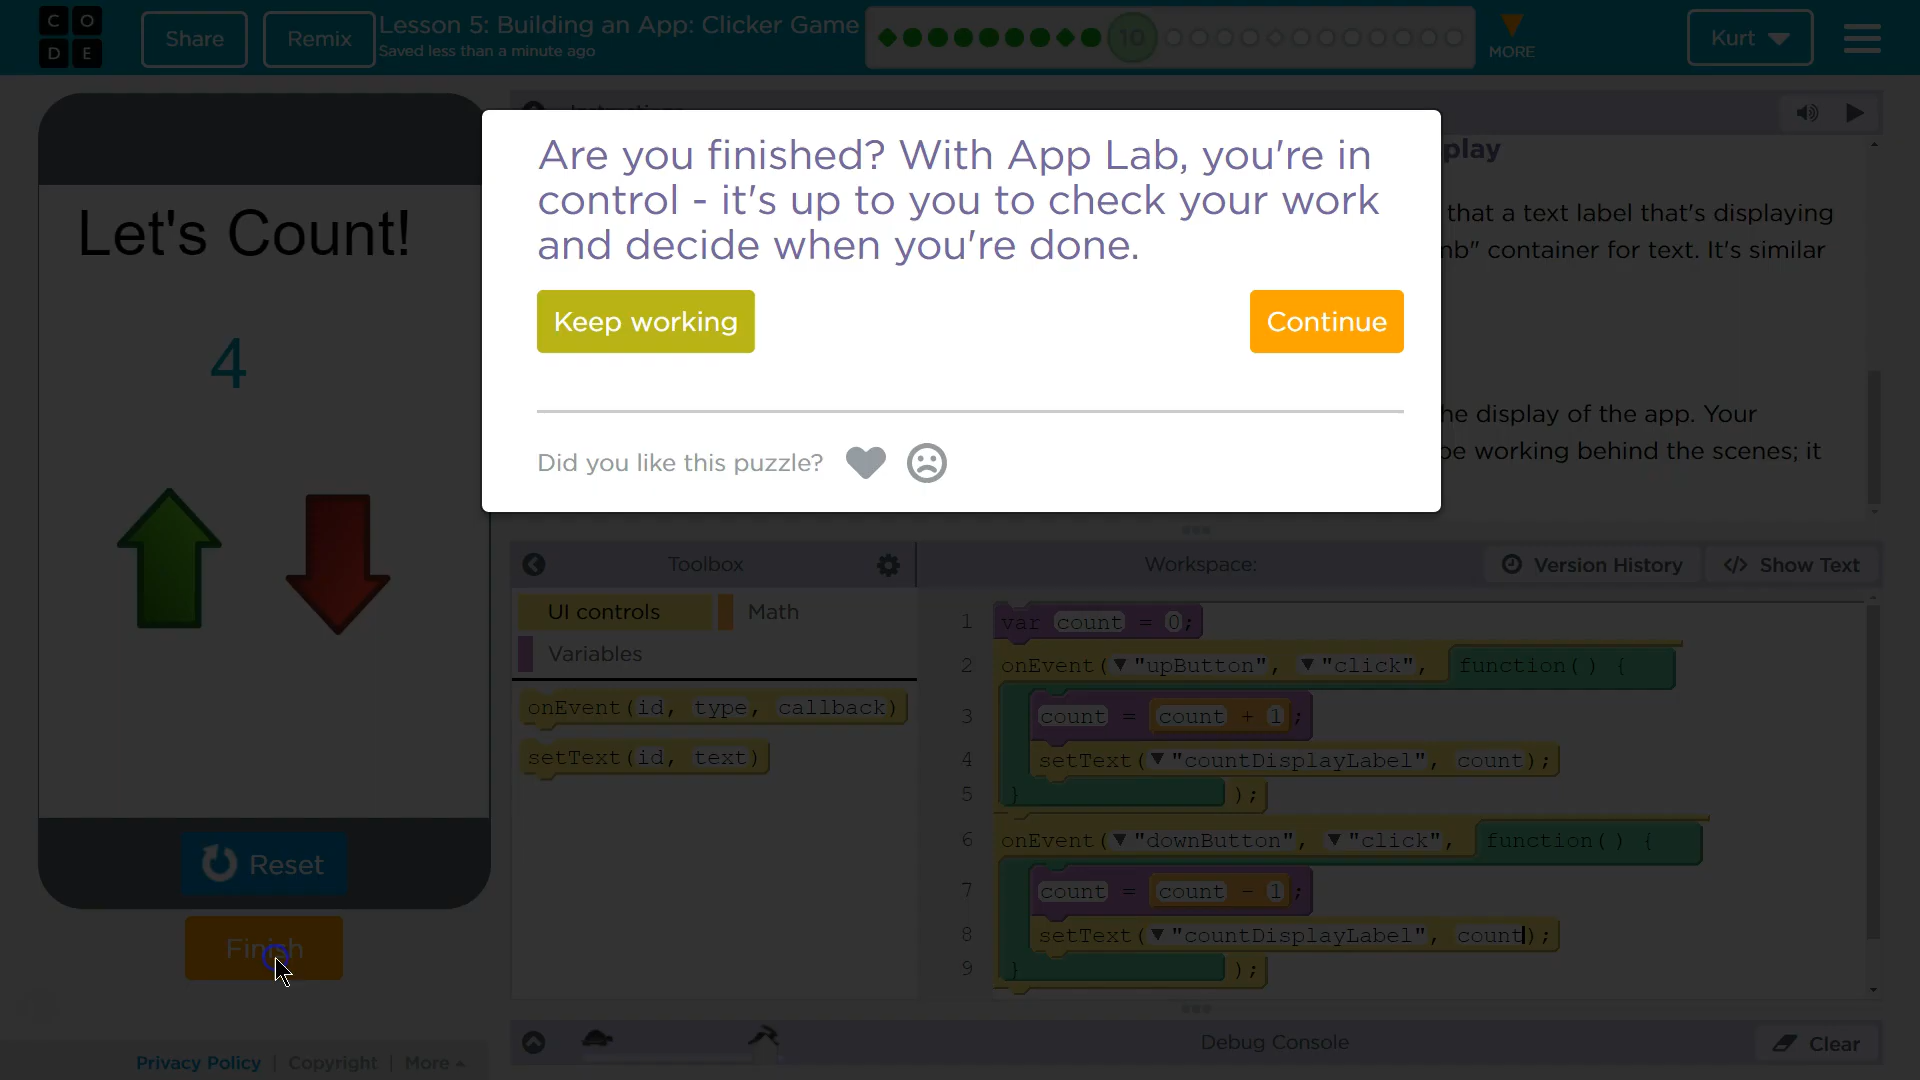 C O
D E
Share
Remix
Lesson 5: Building an App: Clicker Game
Saved less than a minute ago
10
MORE
Kurt
Are you finished? With App Lab, you're in
control - it's up to you to check your work
and decide when you're done.
Keep working
Continue
Did you like this puzzle?
play
that a text label that's displaying
nb" container for text. It's similar
he display of the app. Your
be working behind the scenes; it
Let's Count!
4
Reset
Finish
Toolbox
Workspace:
Version History
</> Show Text
UI controls
Math
Variables
onEvent(id, type, callback)
setText(id, text)
1 var count = 0;
2 onEvent(▼"upButton", ▼"click", function() {
3 count = count + 1;
4 setText(▼"countDisplayLabel", count);
5 } );
6 onEvent(▼"downButton", ▼"click", function() {
7 count = count - 1;
8 setText(▼"countDisplayLabel", count);
9 } );
Debug Console
Clear
Privacy Policy | Copyright | More